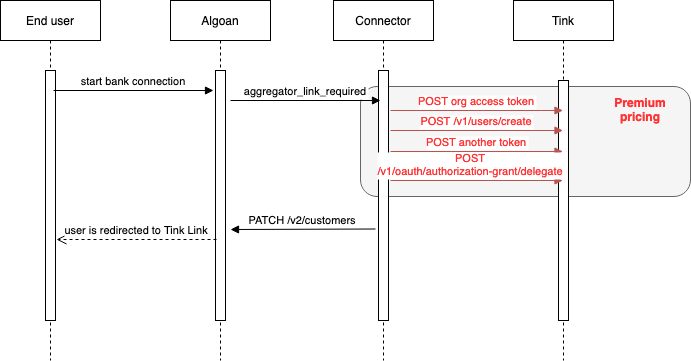 End user
Algoan
Connector
Tink
start bank connection
aggregator_link_required
Premium
pricing
POST org access token
POST /v1/users/create
POST another token
POST
/v1/oauth/authorization-grant/delegate
PATCH /v2/customers
user is redirected to Tink Link